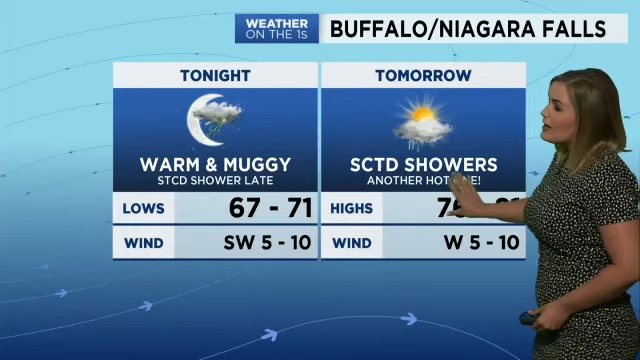 WEATHER
ON THE 1s
BUFFALO/NIAGARA FALLS
TONIGHT
WARM & MUGGY
STCD SHOWER LATE
LOWS 67 - 71
WIND SW 5 - 10
TOMORROW
SCTD SHOWERS
ANOTHER
HIGHS
WIND W 5 - 10